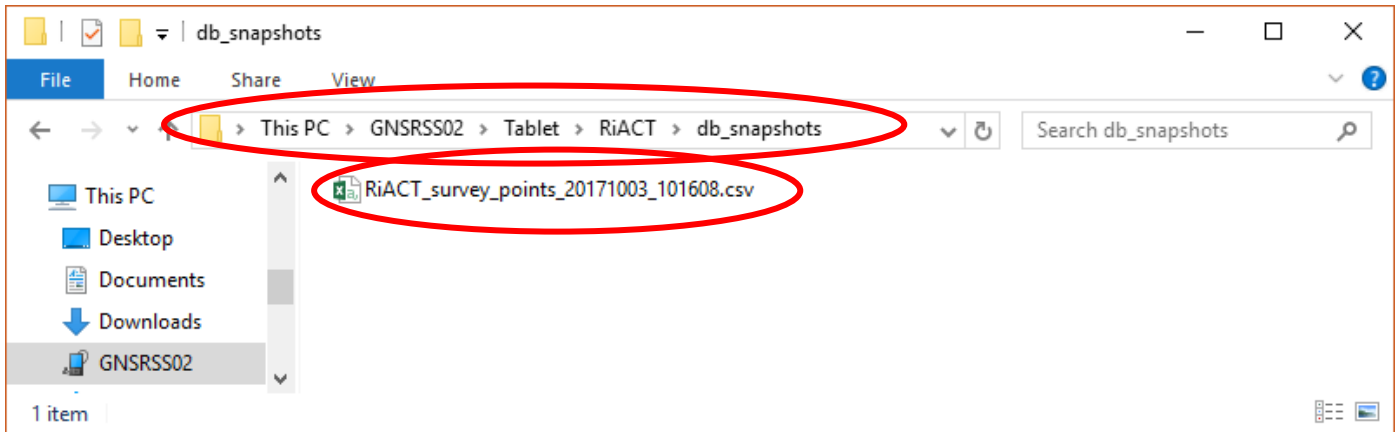 db_snapshots
File Home Share View
This PC > GNSRSS02 > Tablet > RiACT > db_snapshots Search db_snapshots
This PC
RiACT_survey_points_20171003_101608.csv
Desktop
Documents
Downloads
GNSRSS02
1 item